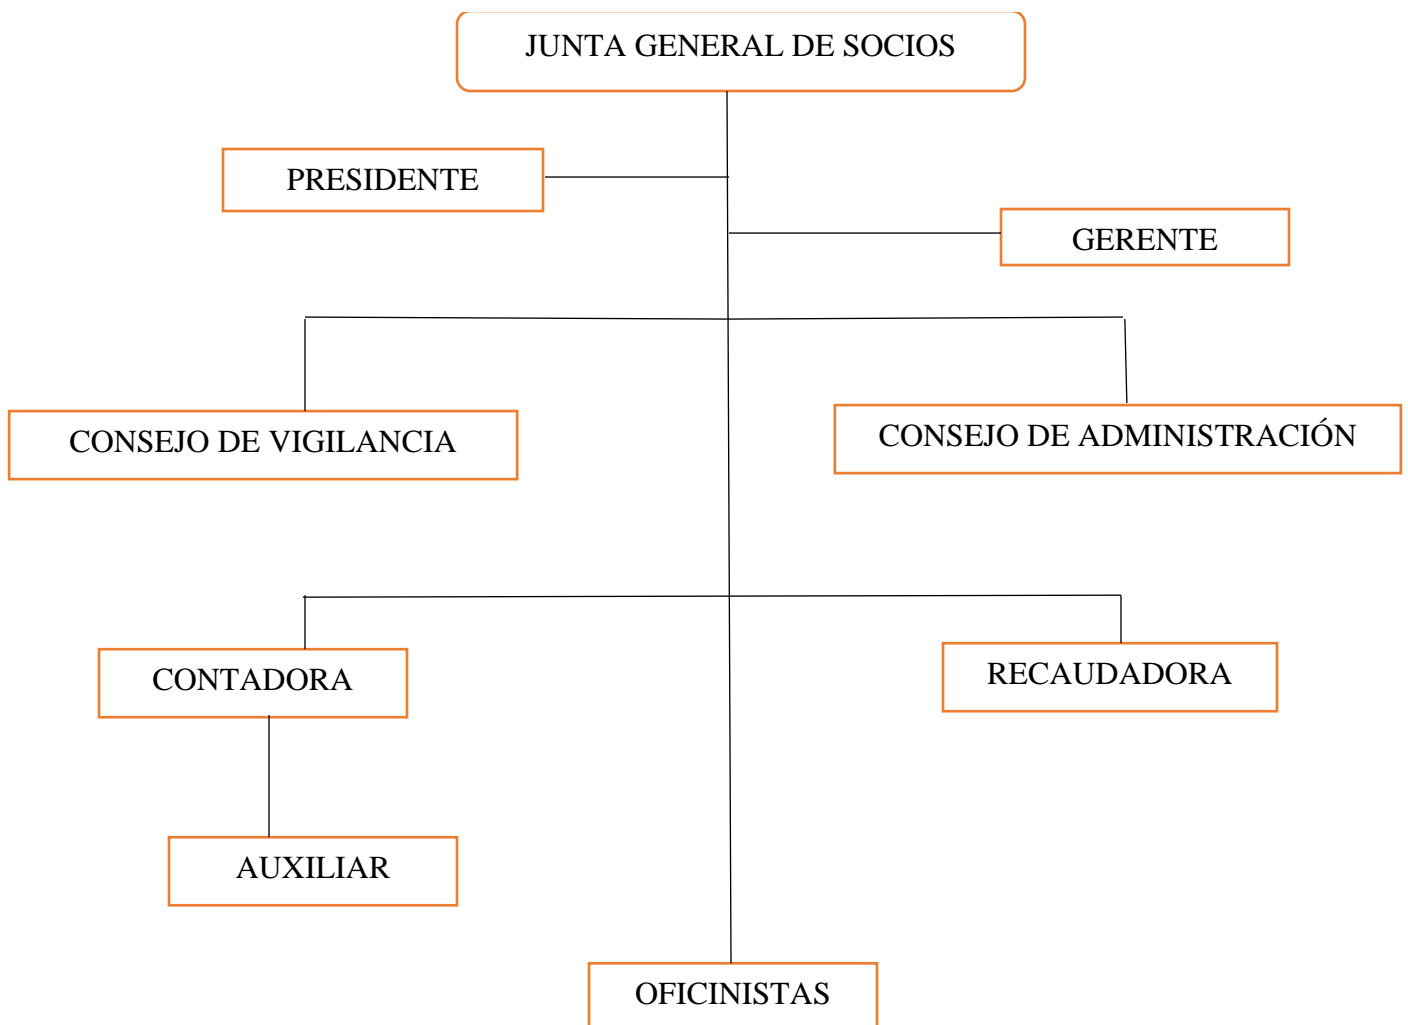 JUNTA GENERAL DE SOCIOS
PRESIDENTE
GERENTE
CONSEJO DE VIGILANCIA
CONSEJO DE ADMINISTRACIÓN
CONTADORA
RECAUDADORA
AUXILIAR
OFICINISTAS